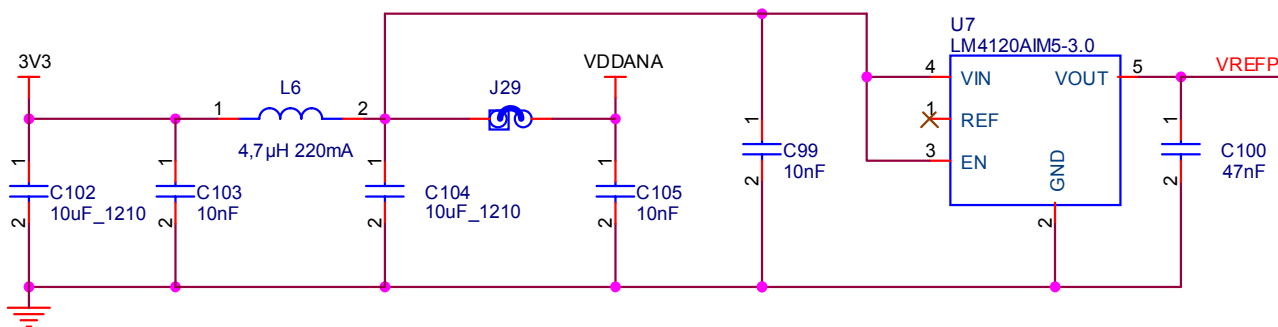 U7
LM4120AIM5-3.0
3V3
L6
1
2
4,7µH 220mA
J29
VDDANA
4
VIN
VOUT
5
VREFP
1
REF
3
EN
GND
2
1
C102
10uF_1210
2
1
C103
10nF
2
1
C104
10uF_1210
2
1
C105
10nF
2
1
C99
10nF
2
1
C100
47nF
2